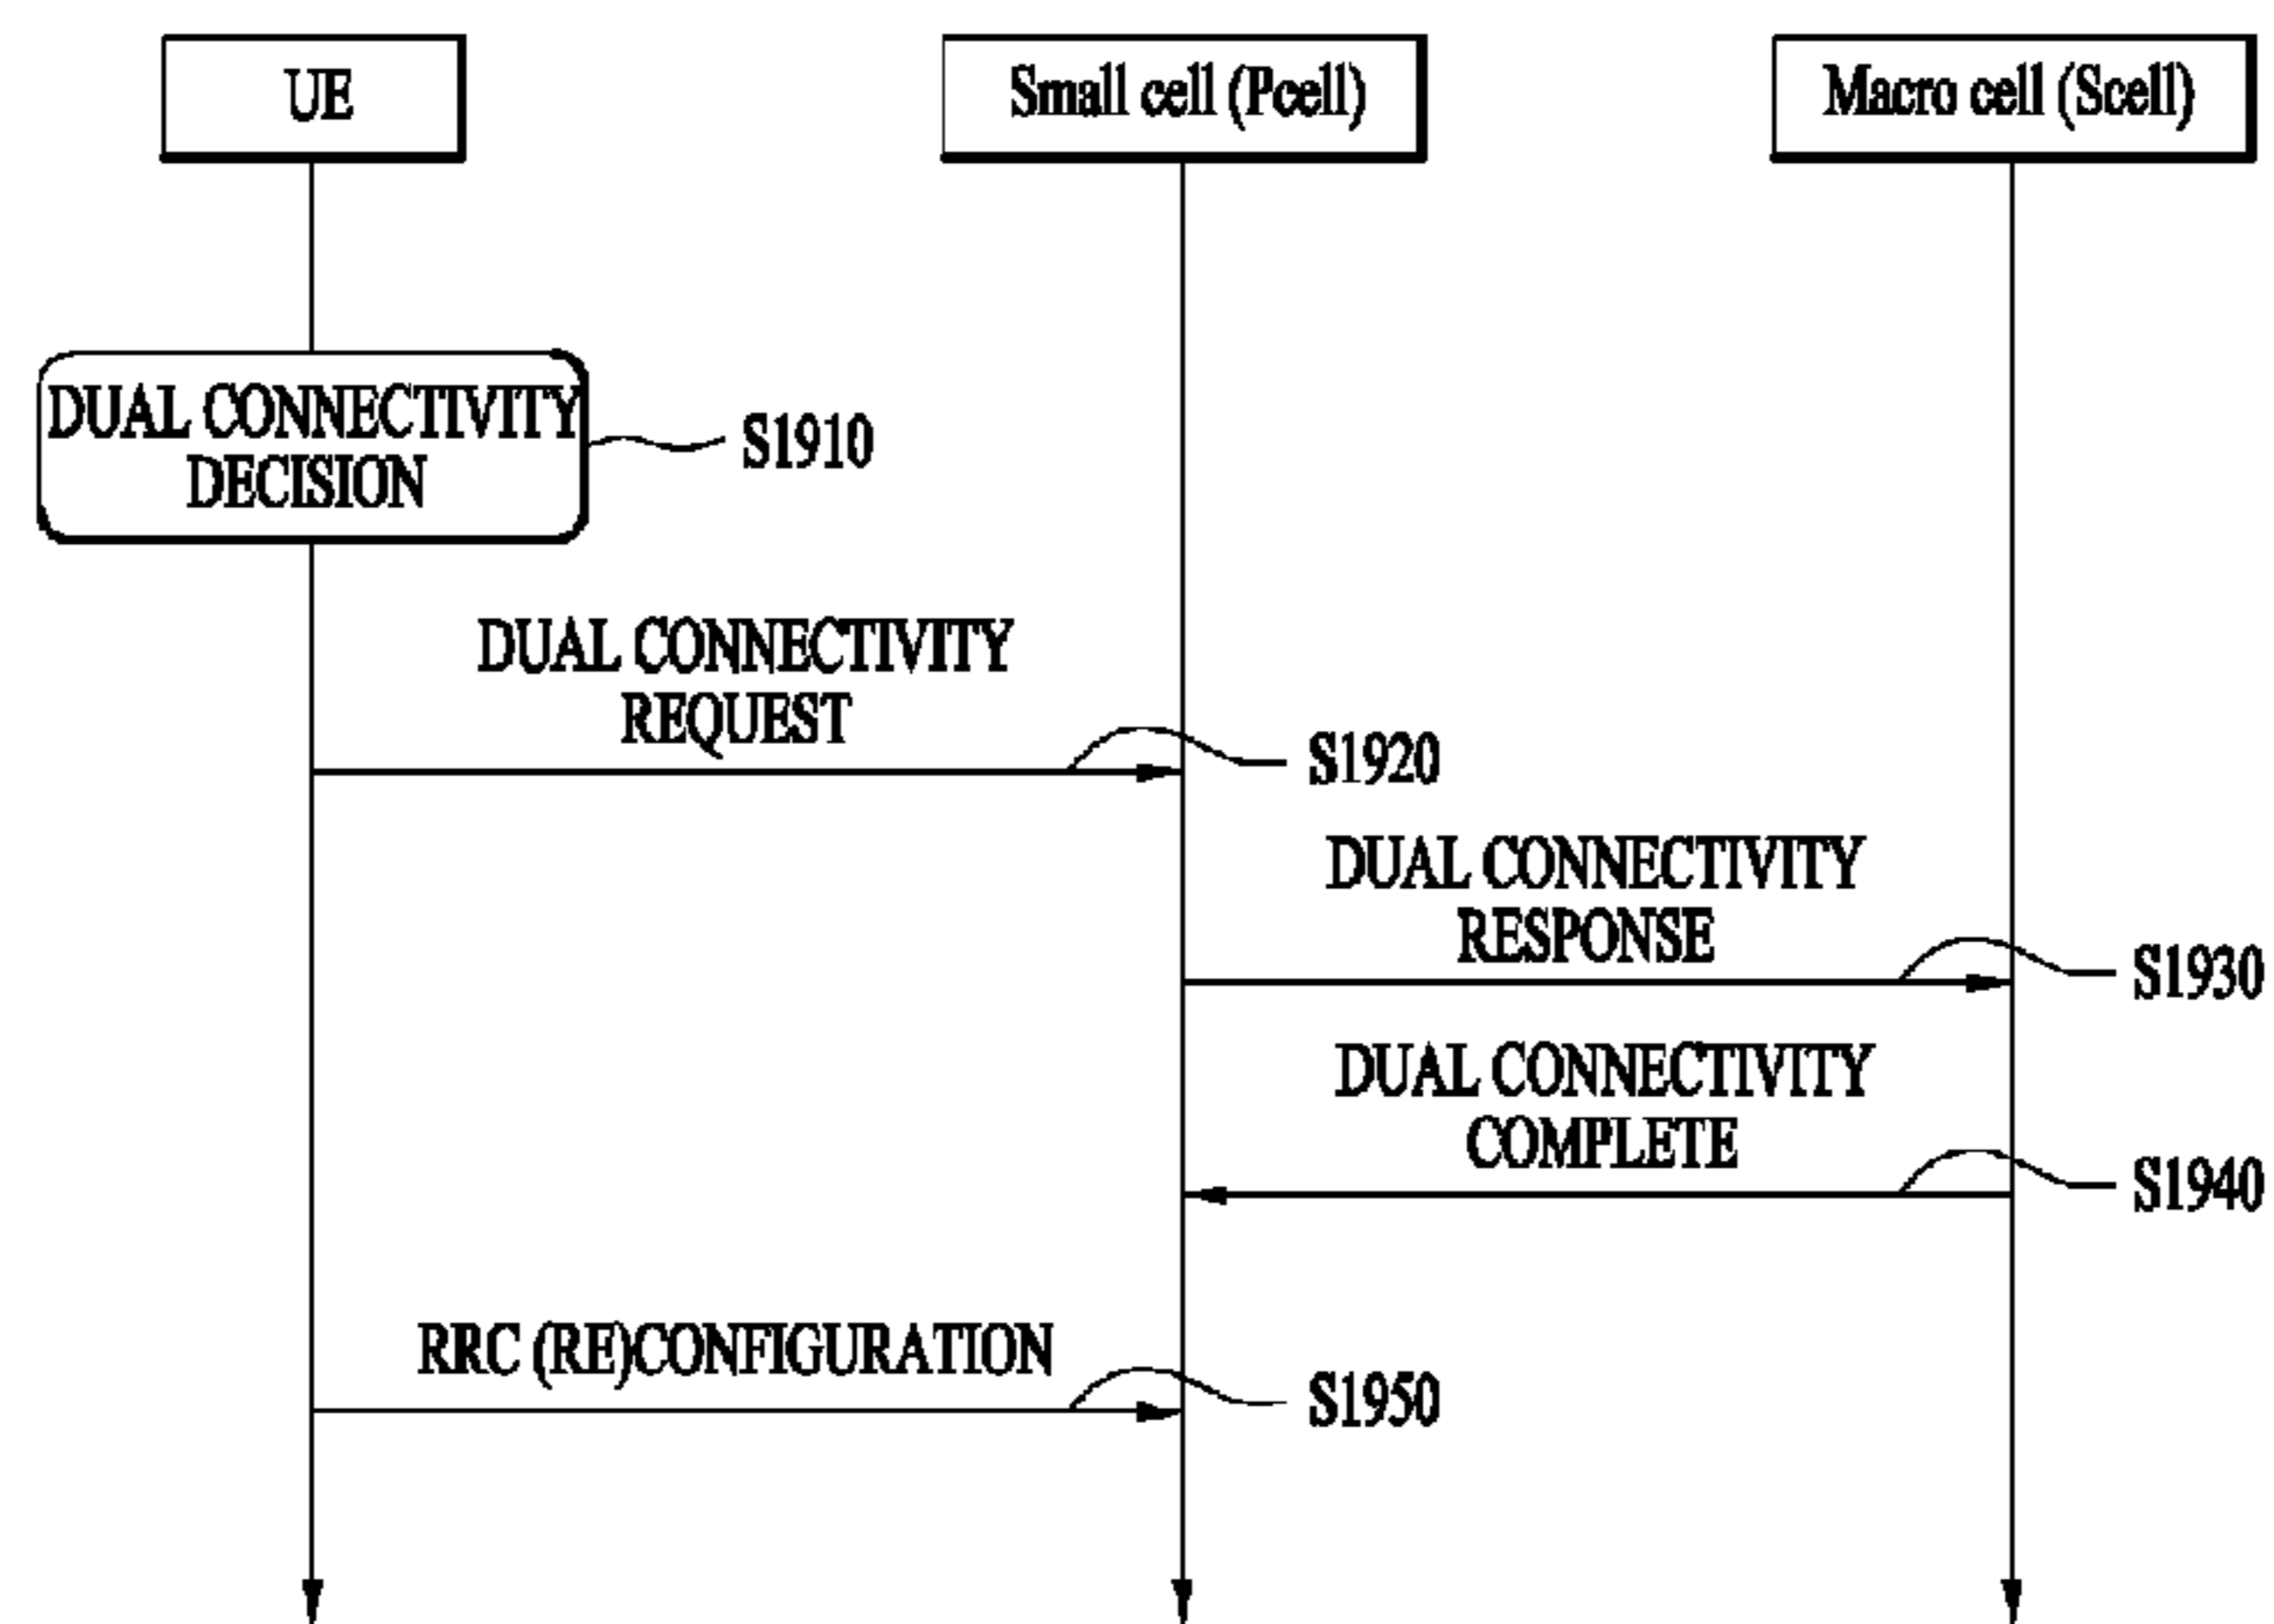 UE
Small cell (Pcell)
Macro cell (Scell)
DUAL CONNECTIVITY
DECISION
S1910
DUAL CONNECTIVITY
REQUEST
S1920
DUAL CONNECTIVITY
RESPONSE
S1930
DUAL CONNECTIVITY
COMPLETE
S1940
RRC (RE)CONFIGURATION
S1950